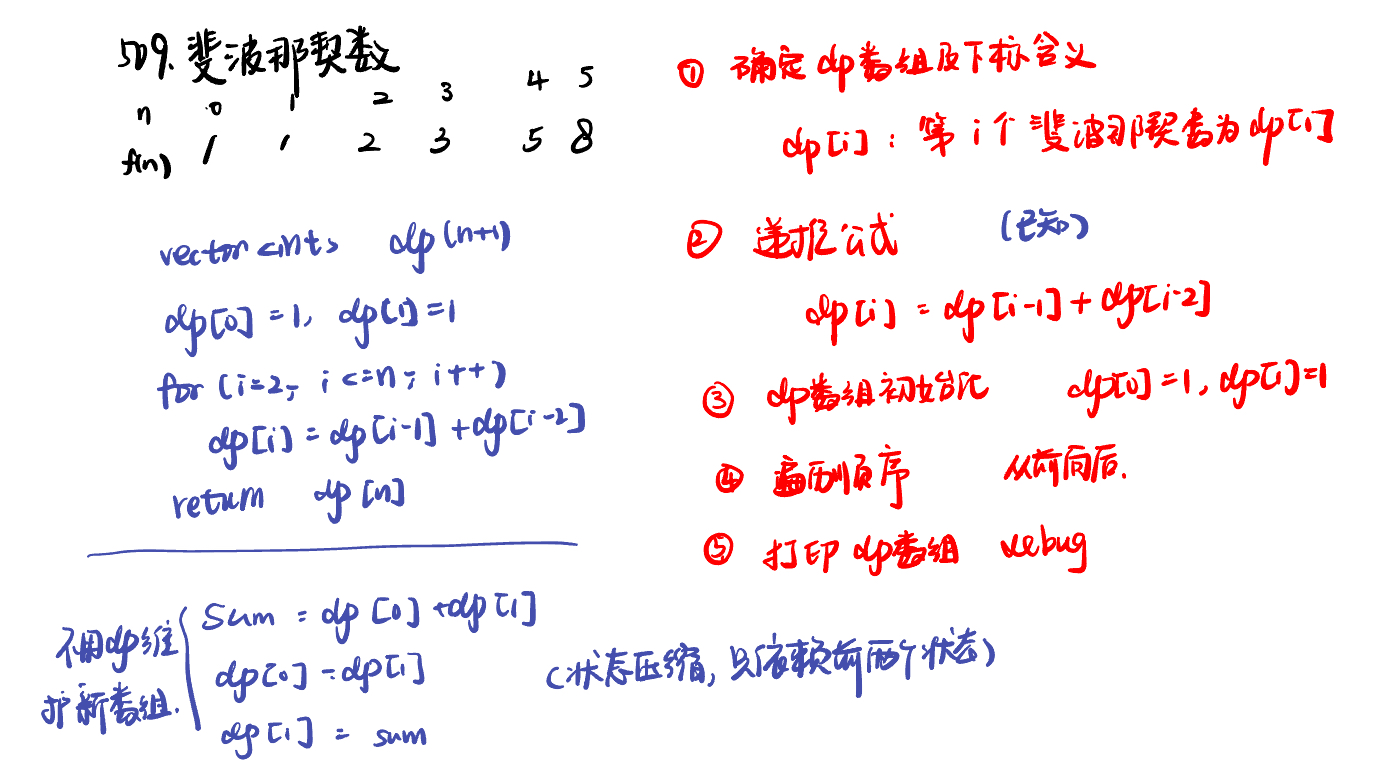 509. 斐波那契数
n 0 1 2 3 4 5
f(n) 1 1 2 3 5 8
vector<int> dp(n+1)
dp[0]=1, dp[1]=1
for(i=2; i<=n; i++)
dp[i]=dp[i-1]+dp[i-2]
return dp[n]
不用dp维
护新数组.
sum=dp[0]+dp[1]
dp[0]=dp[1]
dp[1]=sum
(状态压缩, 只依赖前两个状态)
① 确定dp数组及下标含义
dp[i]: 第i个斐波那契数为dp[i]
② 递推公式 (已知)
dp[i]=dp[i-1]+dp[i-2]
③ dp数组初始化 dp[0]=1, dp[1]=1
④ 遍历顺序 从前向后.
⑤ 打印dp数组 debug